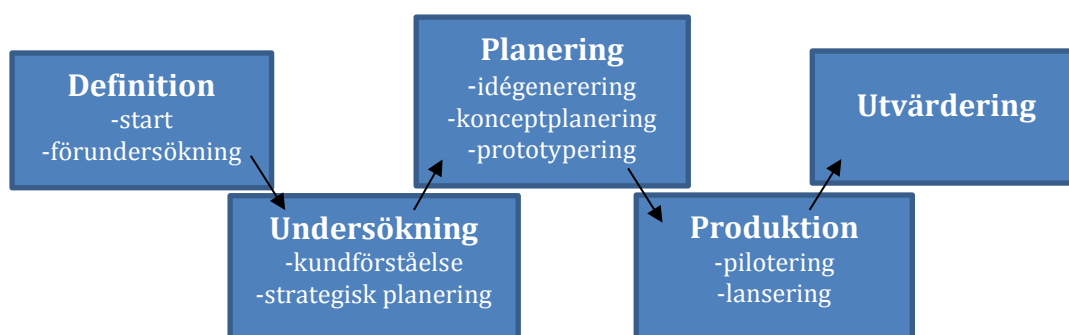 Definition
-start
-förundersökning
Undersökning
-kundförståelse
-strategisk planering
Planering
-idégenerering
-konceptplanering
-prototypering
Produktion
-pilotering
-lansering
Utvärdering